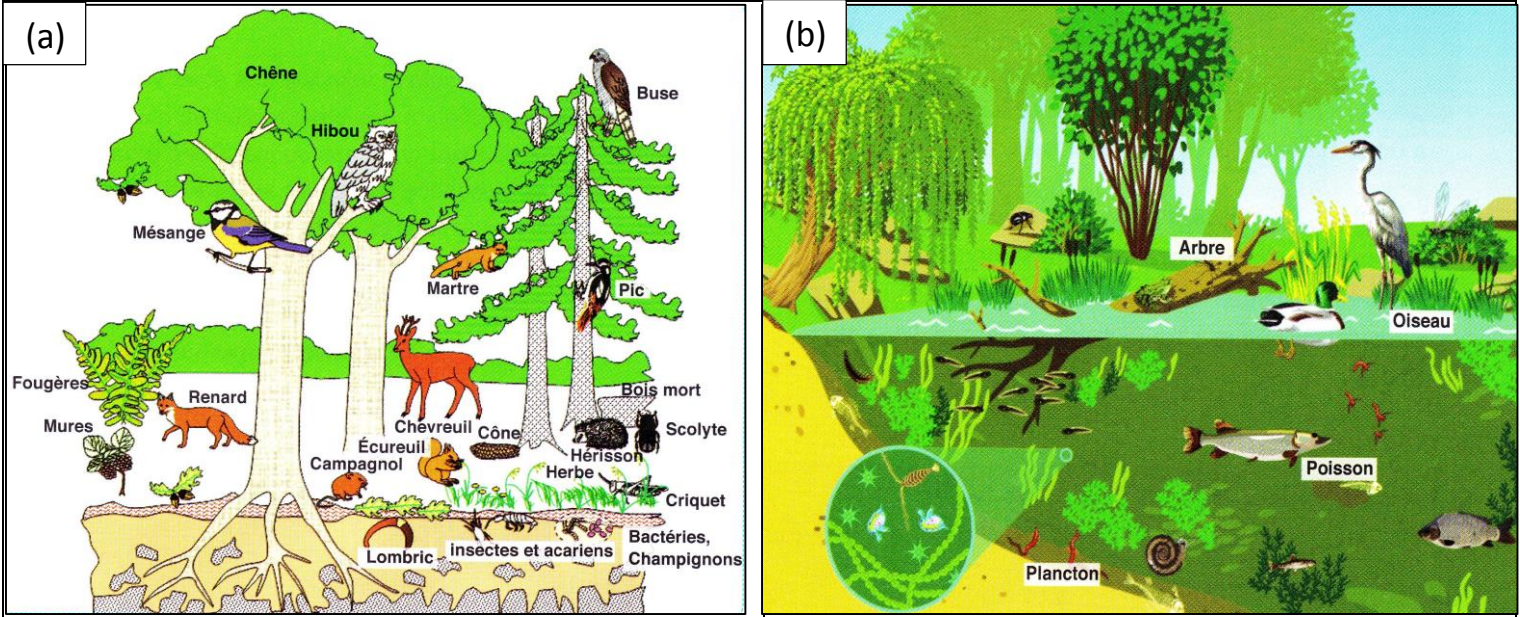 (a)
Chêne
Buse
Hibou
Mésange
Martre
Pic
Fougères
Renard
Bois mort
Mures
Chevreuil
Scolyte
Écureuil
Cône
Campagnol
Hérisson
Herbe
Criquet
Lombric
insectes et acariens
Bactéries,
Champignons
(b)
Arbre
Oiseau
Poisson
Plancton